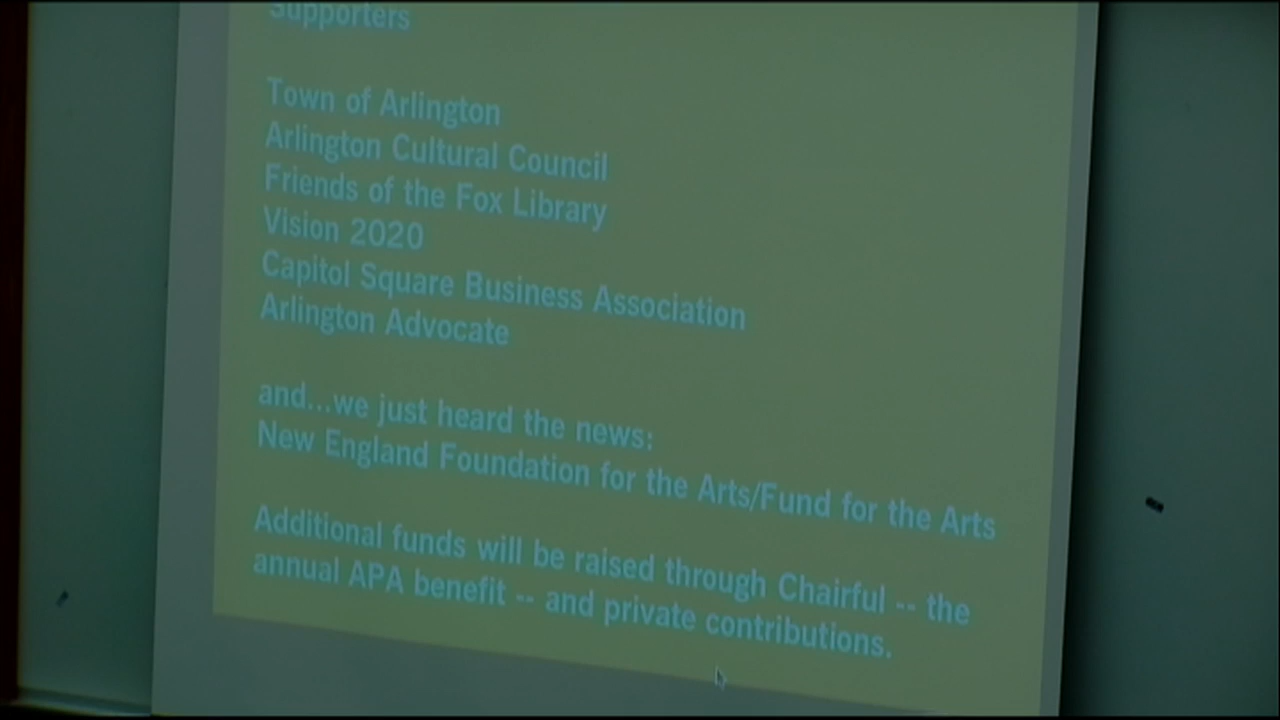 Supporters
Town of Arlington
Arlington Cultural Council
Friends of the Fox Library
Vision 2020
Capitol Square Business Association
Arlington Advocate
and...we just heard the news:
New England Foundation for the Arts/Fund for the Arts
Additional funds will be raised through Chairful -- the
annual APA benefit -- and private contributions.